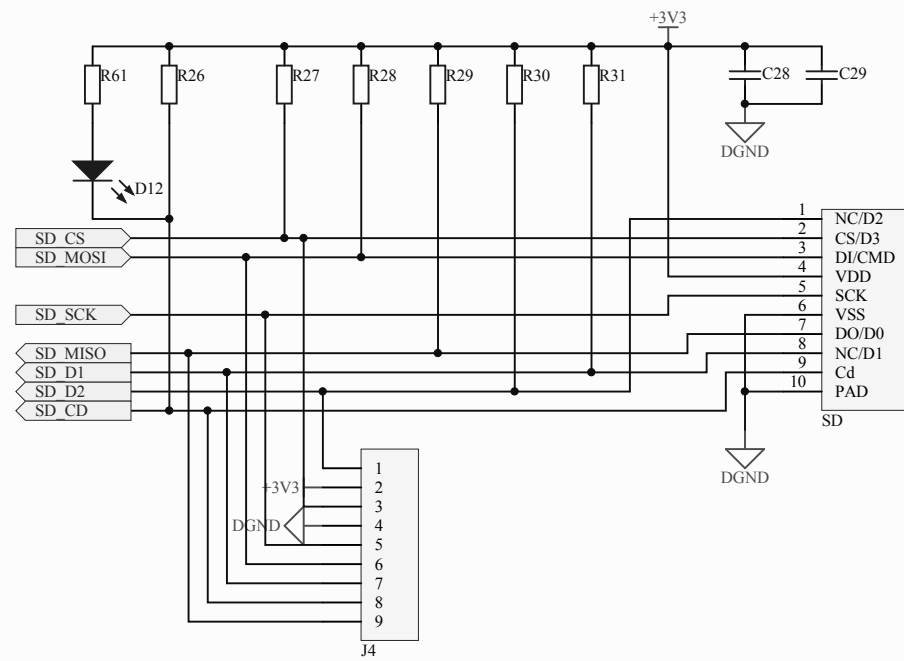 +3V3
R61 R26 R27 R28 R29 R30 R31 C28 C29
DGND
D12
1 NC/D2
SD_CS 2 CS/D3
SD_MOSI 3 DI/CMD
4 VDD
5 SCK
SD_SCK 6 VSS
7 DO/D0
SD_MISO 8 NC/D1
SD_D1 9 Cd
SD_D2 10 PAD
SD_CD
SD
1
+3V3 2
3
DGND 4
5
6
7
8
9
J4
DGND